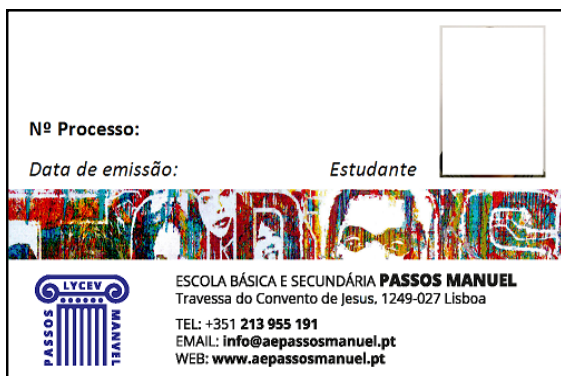 Nº Processo:
Data de emissão: Estudante
LYCEV
PASSOS
MANVEL
ESCOLA BÁSICA E SECUNDÁRIA PASSOS MANUEL
Travessa do Convento de Jesus, 1249-027 Lisboa
TEL: +351 213 955 191
EMAIL: info@aepassosmanuel.pt
WEB: www.aepassosmanuel.pt